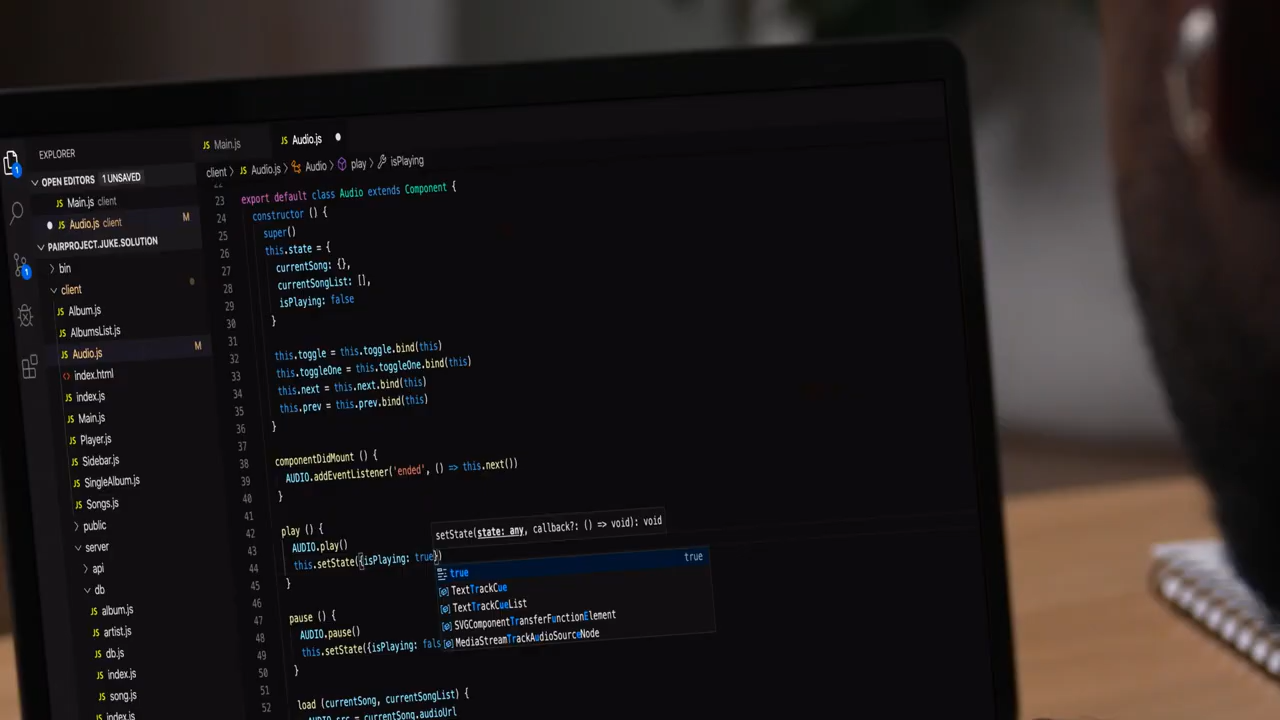 EXPLORER
OPEN EDITORS 1 UNSAVED
Main.js client
Audio.js client M
PAIRPROJECT.JUKE.SOLUTION
bin
client
JS Album.js
JS AlbumsList.js
JS Audio.js M
index.html
JS index.js
JS Main.js
JS Player.js
JS Sidebar.js
JS SingleAlbum.js
JS Songs.js
public
server
api
db
JS album.js
JS artist.js
JS db.js
JS index.js
JS song.js
JS index.js
JS Main.js
JS Audio.js
client > JS Audio.js > Audio > play > isPlaying
22
23 export default class Audio extends Component {
24 constructor () {
25 super()
26 this.state = {
27 currentSong: {},
28 currentSongList: [],
29 isPlaying: false
30 }
31
32 this.toggle = this.toggle.bind(this)
33 this.toggleOne = this.toggleOne.bind(this)
34 this.next = this.next.bind(this)
35 this.prev = this.prev.bind(this)
36 }
37
38 componentDidMount () {
39 AUDIO.addEventListener('ended', () => this.next())
40 }
41
42 play () {
43 AUDIO.play()
44 this.setState({isPlaying: true})
45 }
46
47 pause () {
48 AUDIO.pause()
49 this.setState({isPlaying: fals
50 }
51
52 load (currentSong, currentSongList) {
AUDIO.src = currentSong.audioUrl
setState(state: any, callback?: () => void): void
true true
TextTrackCue
TextTrackCueList
SVGComponentTransferFunctionElement
MediaStreamTrackAudioSourceNode